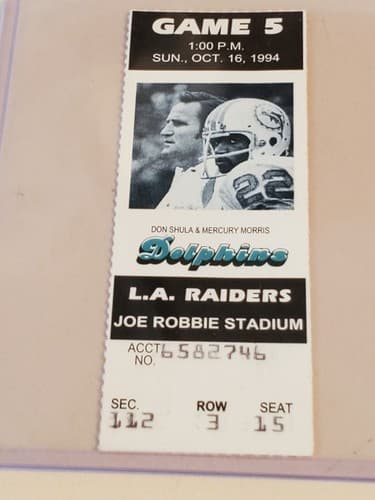 GAME 5
1:00 P.M.
SUN., OCT. 16, 1994
22
DON SHULA & MERCURY MORRIS
Dolphins
L.A. RAIDERS
JOE ROBBIE STADIUM
ACCT NO. 6582746
SEC. ROW SEAT
112 3 15